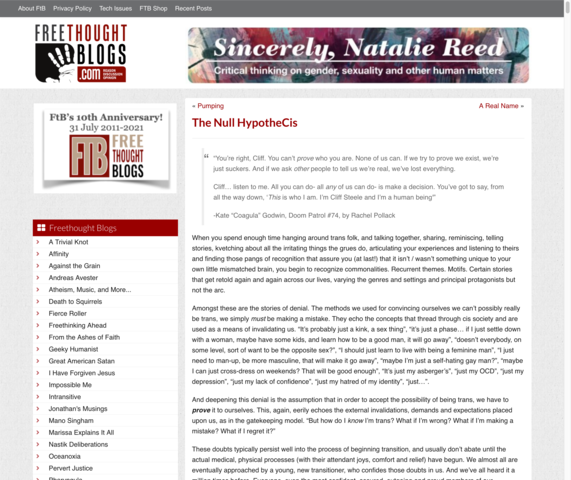 About FtB Privacy Policy Tech Issues FTB Shop Recent Posts
FREETHOUGHT
BLOGS
.com
Sincerely, Natalie Reed
Critical thinking on gender, sexuality and other human matters
FtB's 10th Anniversary!
31 July 2011-2021
FTB FREE
THOUGHT
BLOGS
Freethought Blogs
A Trivial Knot
Affinity
Against the Grain
Andreas Avester
Atheism, Music, and More...
Death to Squirrels
Fierce Roller
Freethinking Ahead
From the Ashes of Faith
Geeky Humanist
Great American Satan
I Have Forgiven Jesus
Impossible Me
Intransitive
Jonathan's Musings
Mano Singham
Marissa Explains It All
Nastik Deliberations
Oceanoxia
Pervert Justice
« Pumping
A Real Name »
The Null HypotheCis
“You’re right, Cliff. You can’t prove who you are. None of us can. If we try to prove we exist, we’re
just suckers. And if we ask other people to tell us we’re real, we’ve lost everything.
Cliff… listen to me. All you can do- all any of us can do- is make a decision. You’ve got to say, from
all the way down, ‘This is who I am. I’m Cliff Steele and I’m a human being’”
-Kate “Coagula” Godwin, Doom Patrol #74, by Rachel Pollack
When you spend enough time hanging around trans folk, and talking together, sharing, reminiscing, telling
stories, kvetching about all the irritating things the grues do, articulating your experiences and listening to theirs
and finding those pangs of recognition that assure you (at last!) that it isn’t / wasn’t something unique to your
own little mismatched brain, you begin to recognize commonalities. Recurrent themes. Motifs. Certain stories
that get retold again and again across our lives, varying the genres and settings and principal protagonists but
not the arc.
Amongst these are the stories of denial. The methods we used for convincing ourselves we can’t possibly really
be trans, we simply must be making a mistake. They echo the concepts that thread through cis society and are
used as a means of invalidating us. “It’s probably just a kink, a sex thing”, “it’s just a phase… if I just settle down
with a woman, maybe have some kids, and learn how to be a good man, it will go away”, “doesn’t everybody, on
some level, sort of want to be the opposite sex?”, “I should just learn to live with being a feminine man”, “I just
need to man-up, be more masculine, that will make it go away”, “maybe I’m just a self-hating gay man?”, “maybe
I can just cross-dress on weekends? That will be good enough”, “It’s just my asberger’s”, “just my OCD”, “just my
depression”, “just my lack of confidence”, “just my hatred of my identity”, “just…”.
And deepening this denial is the assumption that in order to accept the possibility of being trans, we have to
prove it to ourselves. This, again, eerily echoes the external invalidations, demands and expectations placed
upon us, as in the gatekeeping model. “But how do I know I’m trans? What if I’m wrong? What if I’m making a
mistake? What if I regret it?”
These doubts typically persist well into the process of beginning transition, and usually don’t abate until the
actual medical, physical processes (with their attendant joys, comfort and relief) have begun. We almost all are
eventually approached by a young, new transitioner, who confides those doubts in us. And we’ve all heard it a